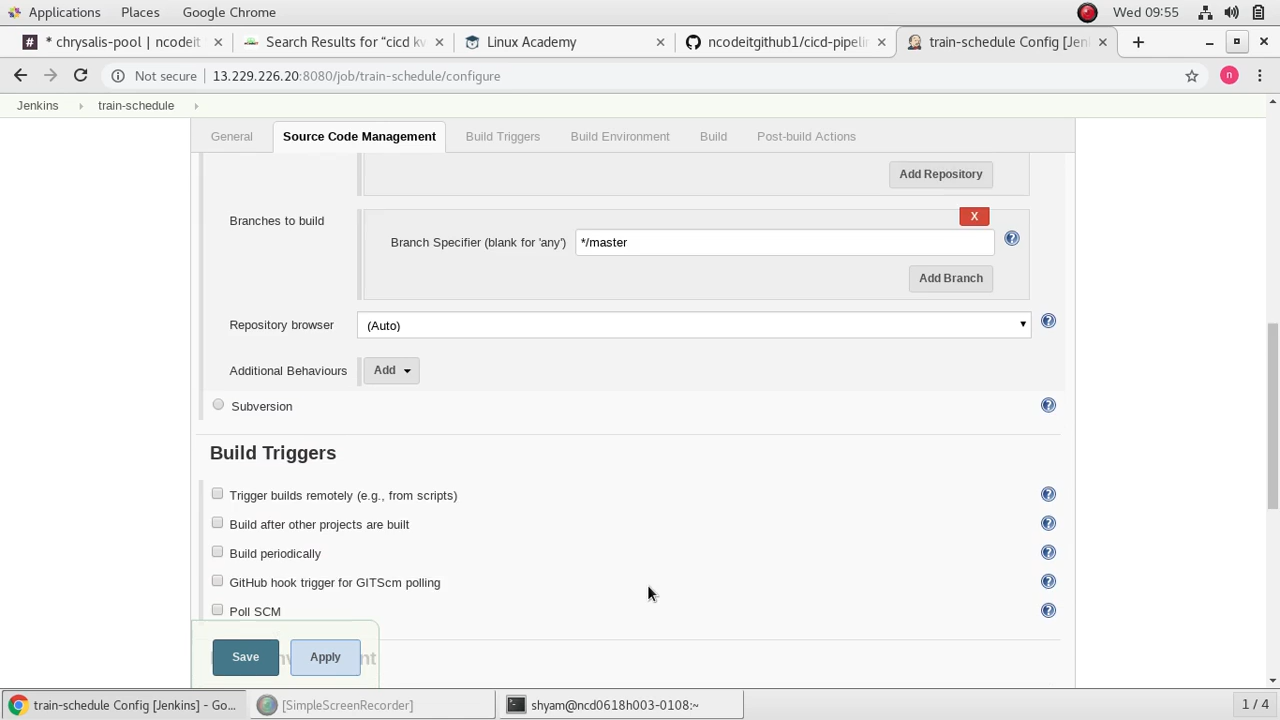 Applications Places Google Chrome Wed 09:55
* chrysalis-pool | ncodeit Search Results for “cicd kv Linux Academy ncodeitgithub1/cicd-pipelin train-schedule Config [Jen
Not secure 13.229.226.20:8080/job/train-schedule/configure n
Jenkins train-schedule
General Source Code Management Build Triggers Build Environment Build Post-build Actions
Add Repository
Branches to build
X
Branch Specifier (blank for 'any') */master
Add Branch
Repository browser (Auto)
Additional Behaviours Add
Subversion
Build Triggers
Trigger builds remotely (e.g., from scripts)
Build after other projects are built
Build periodically
GitHub hook trigger for GITScm polling
Poll SCM
Save Apply
train-schedule Config [Jenkins] - Go... [SimpleScreenRecorder] shyam@ncd0618h003-0108:~ 1 / 4